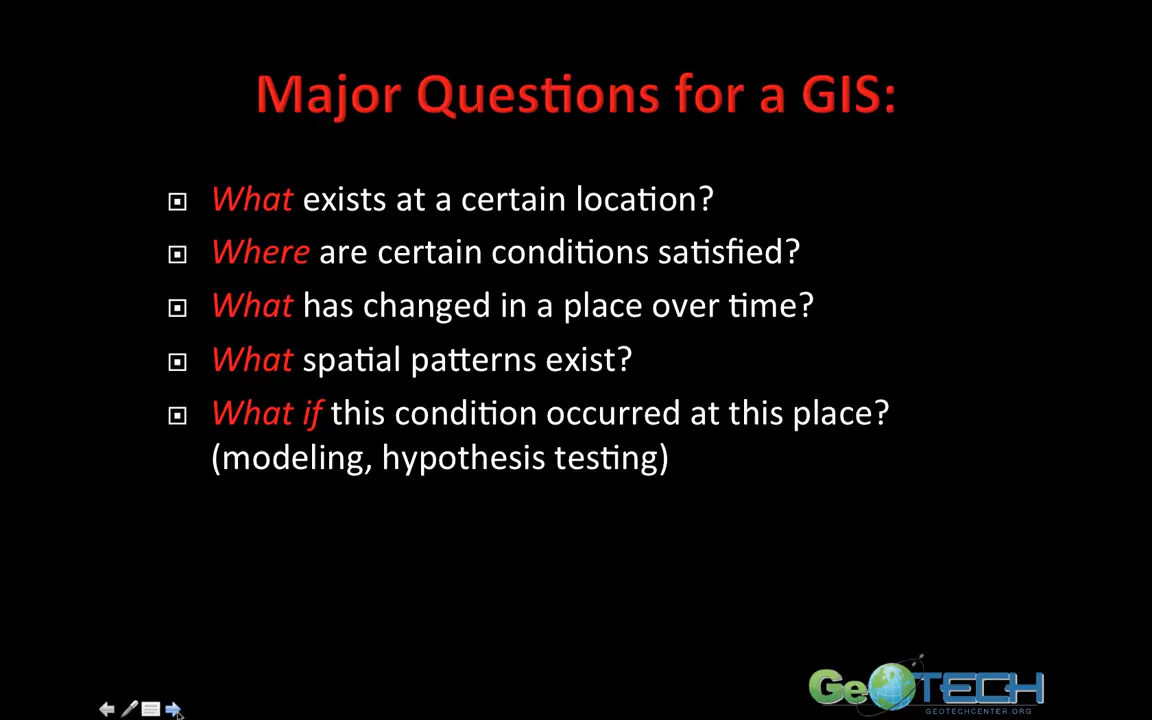 Major Questions for a GIS:
What exists at a certain location?
Where are certain conditions satisfied?
What has changed in a place over time?
What spatial patterns exist?
What if this condition occurred at this place?
(modeling, hypothesis testing)
GeoTECH
GEOTECHCENTER.ORG